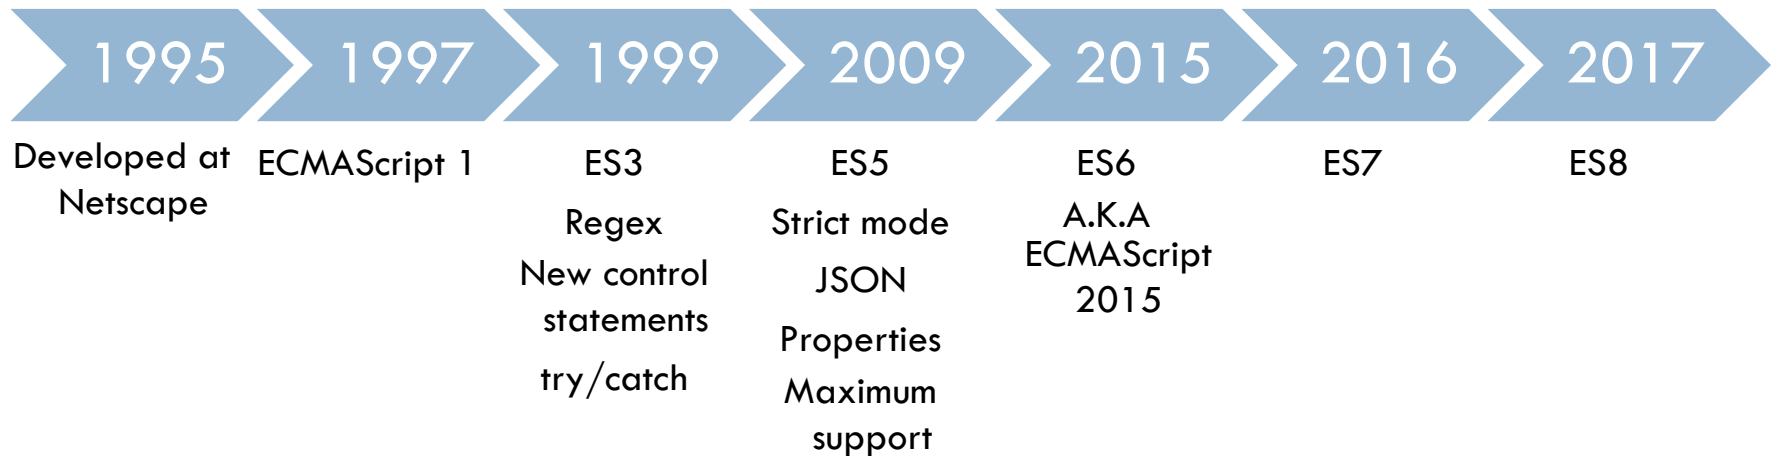 1995
1997
1999
2009
2015
2016
2017
Developed at
Netscape
ECMAScript 1
ES3
Regex
New control
statements
try/catch
ES5
Strict mode
JSON
Properties
Maximum
support
ES6
A.K.A
ECMAScript
2015
ES7
ES8